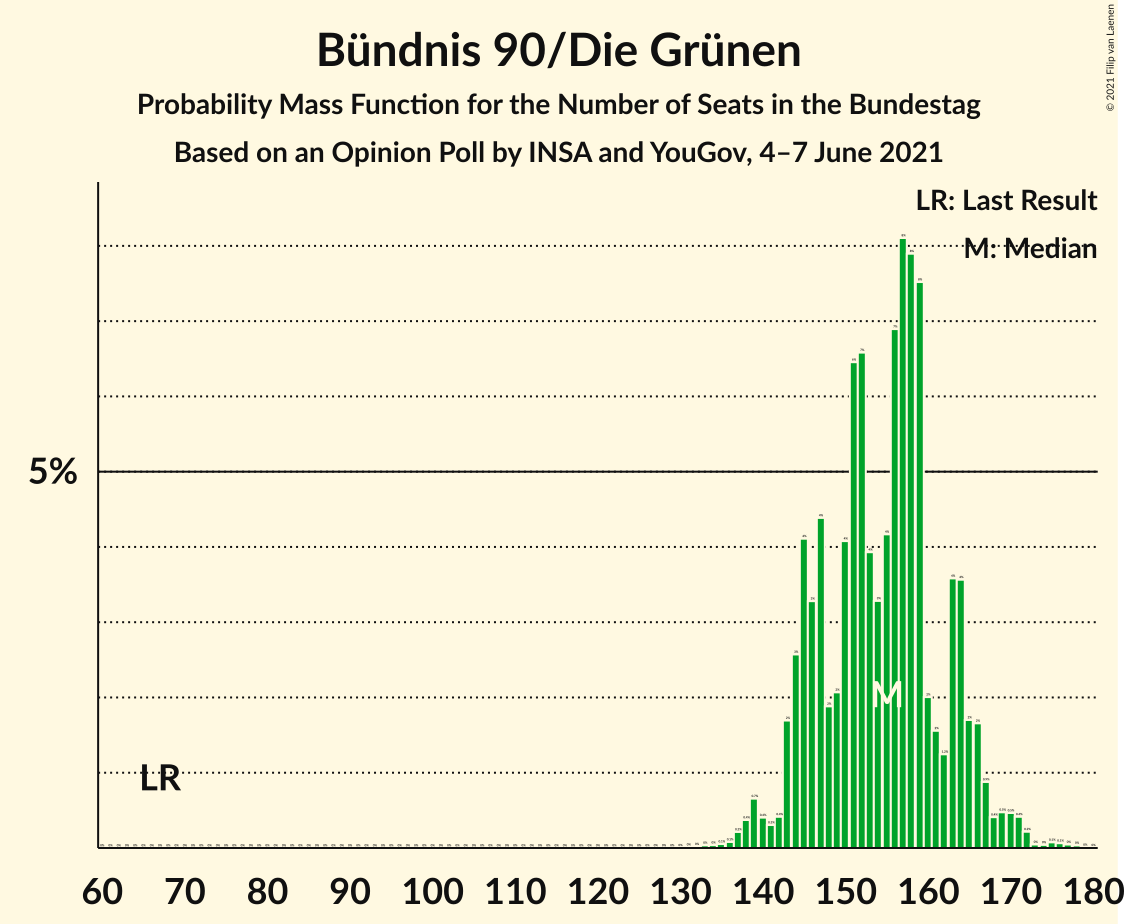 Bündnis 90/Die Grünen
Probability Mass Function for the Number of Seats in the Bundestag
Based on an Opinion Poll by INSA and YouGov, 4–7 June 2021
© 2021 Filip van Laenen
LR: Last Result
M: Median
5%
M
LR
60 70 80 90 100 110 120 130 140 150 160 170 180